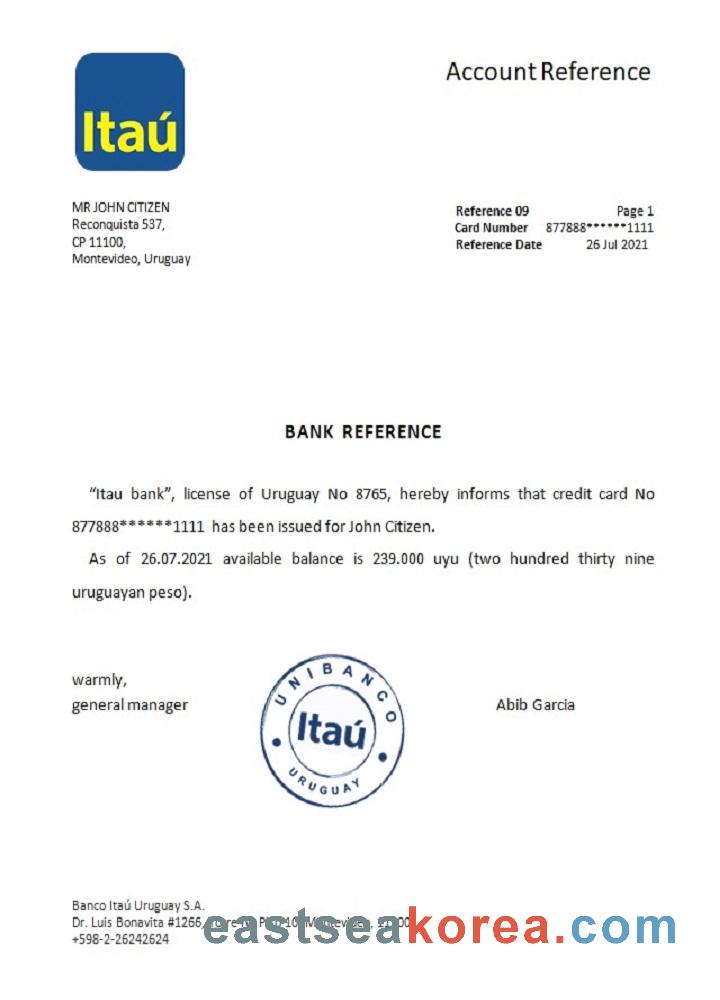 Itaú
Account Reference
MR JOHN CITIZEN
Reconquista 537,
CP 11100,
Montevideo, Uruguay
Reference 09 Page 1
Card Number 877888******1111
Reference Date 26 Jul 2021
BANK REFERENCE
“Itau bank”, license of Uruguay No 8765, hereby informs that credit card No
877888******1111 has been issued for John Citizen.
As of 26.07.2021 available balance is 239.000 uyu (two hundred thirty nine
uruguayan peso).
warmly,
general manager
UNIBANCO
Itaú
URUGUAY
Abib Garcia
Banco Itaú Uruguay S.A.
Dr. Luis Bonavita #1266,
+598-2-26242624
eastseakorea.com